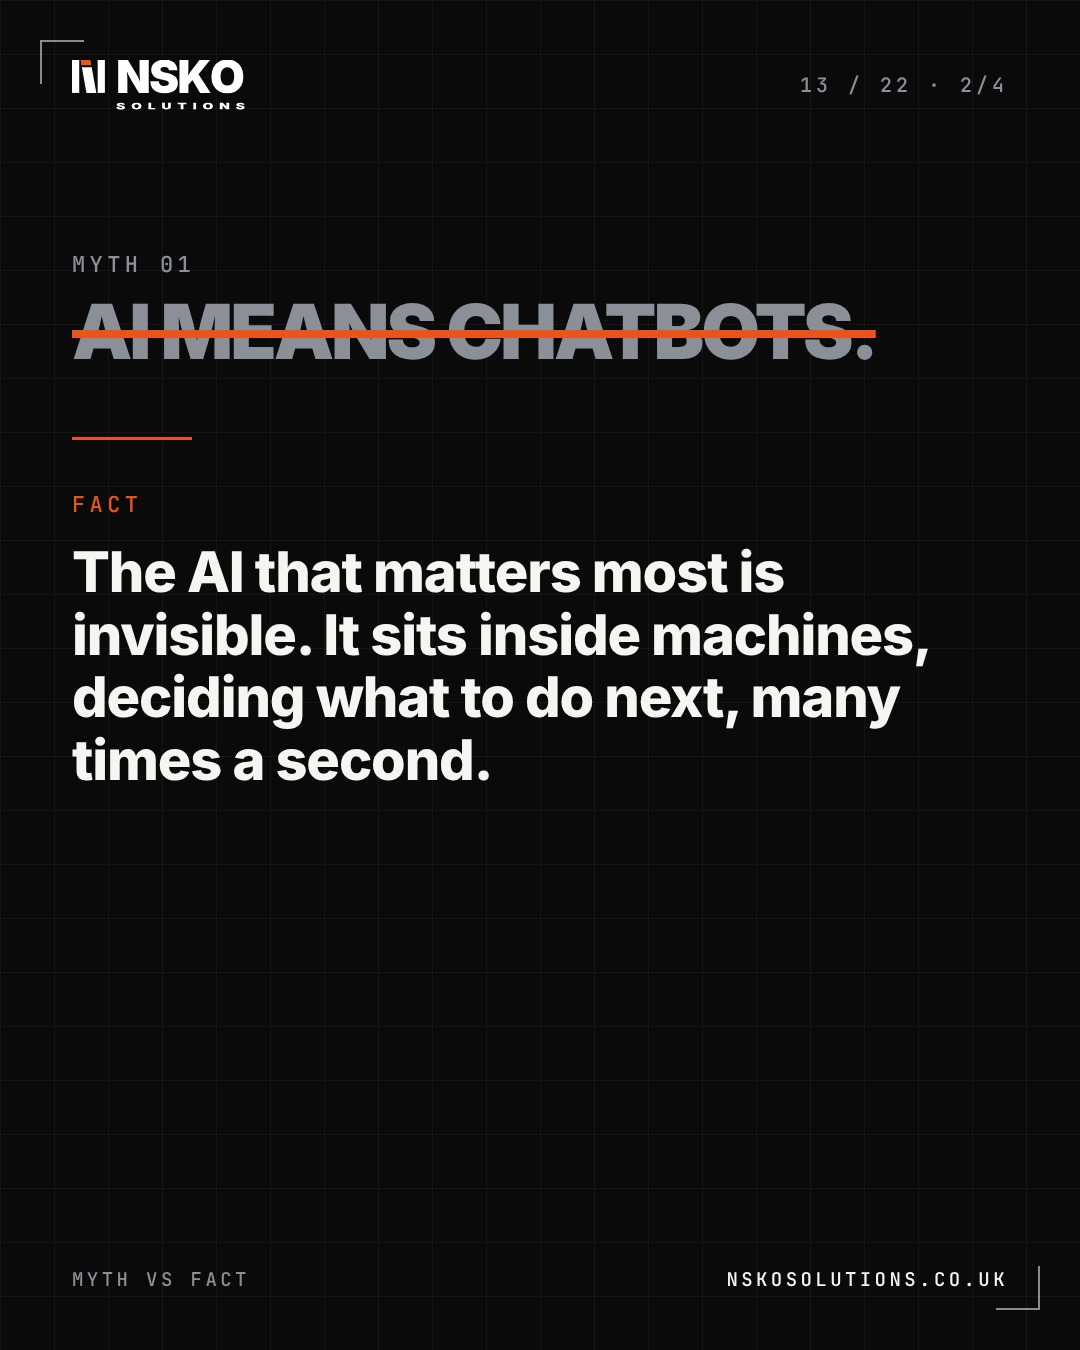 NSKO
SOLUTIONS
13 / 22 · 2/4
MYTH 01
AI MEANS CHATBOTS.
FACT
The AI that matters most is
invisible. It sits inside machines,
deciding what to do next, many
times a second.
MYTH VS FACT
NSKOSOLUTIONS.CO.UK